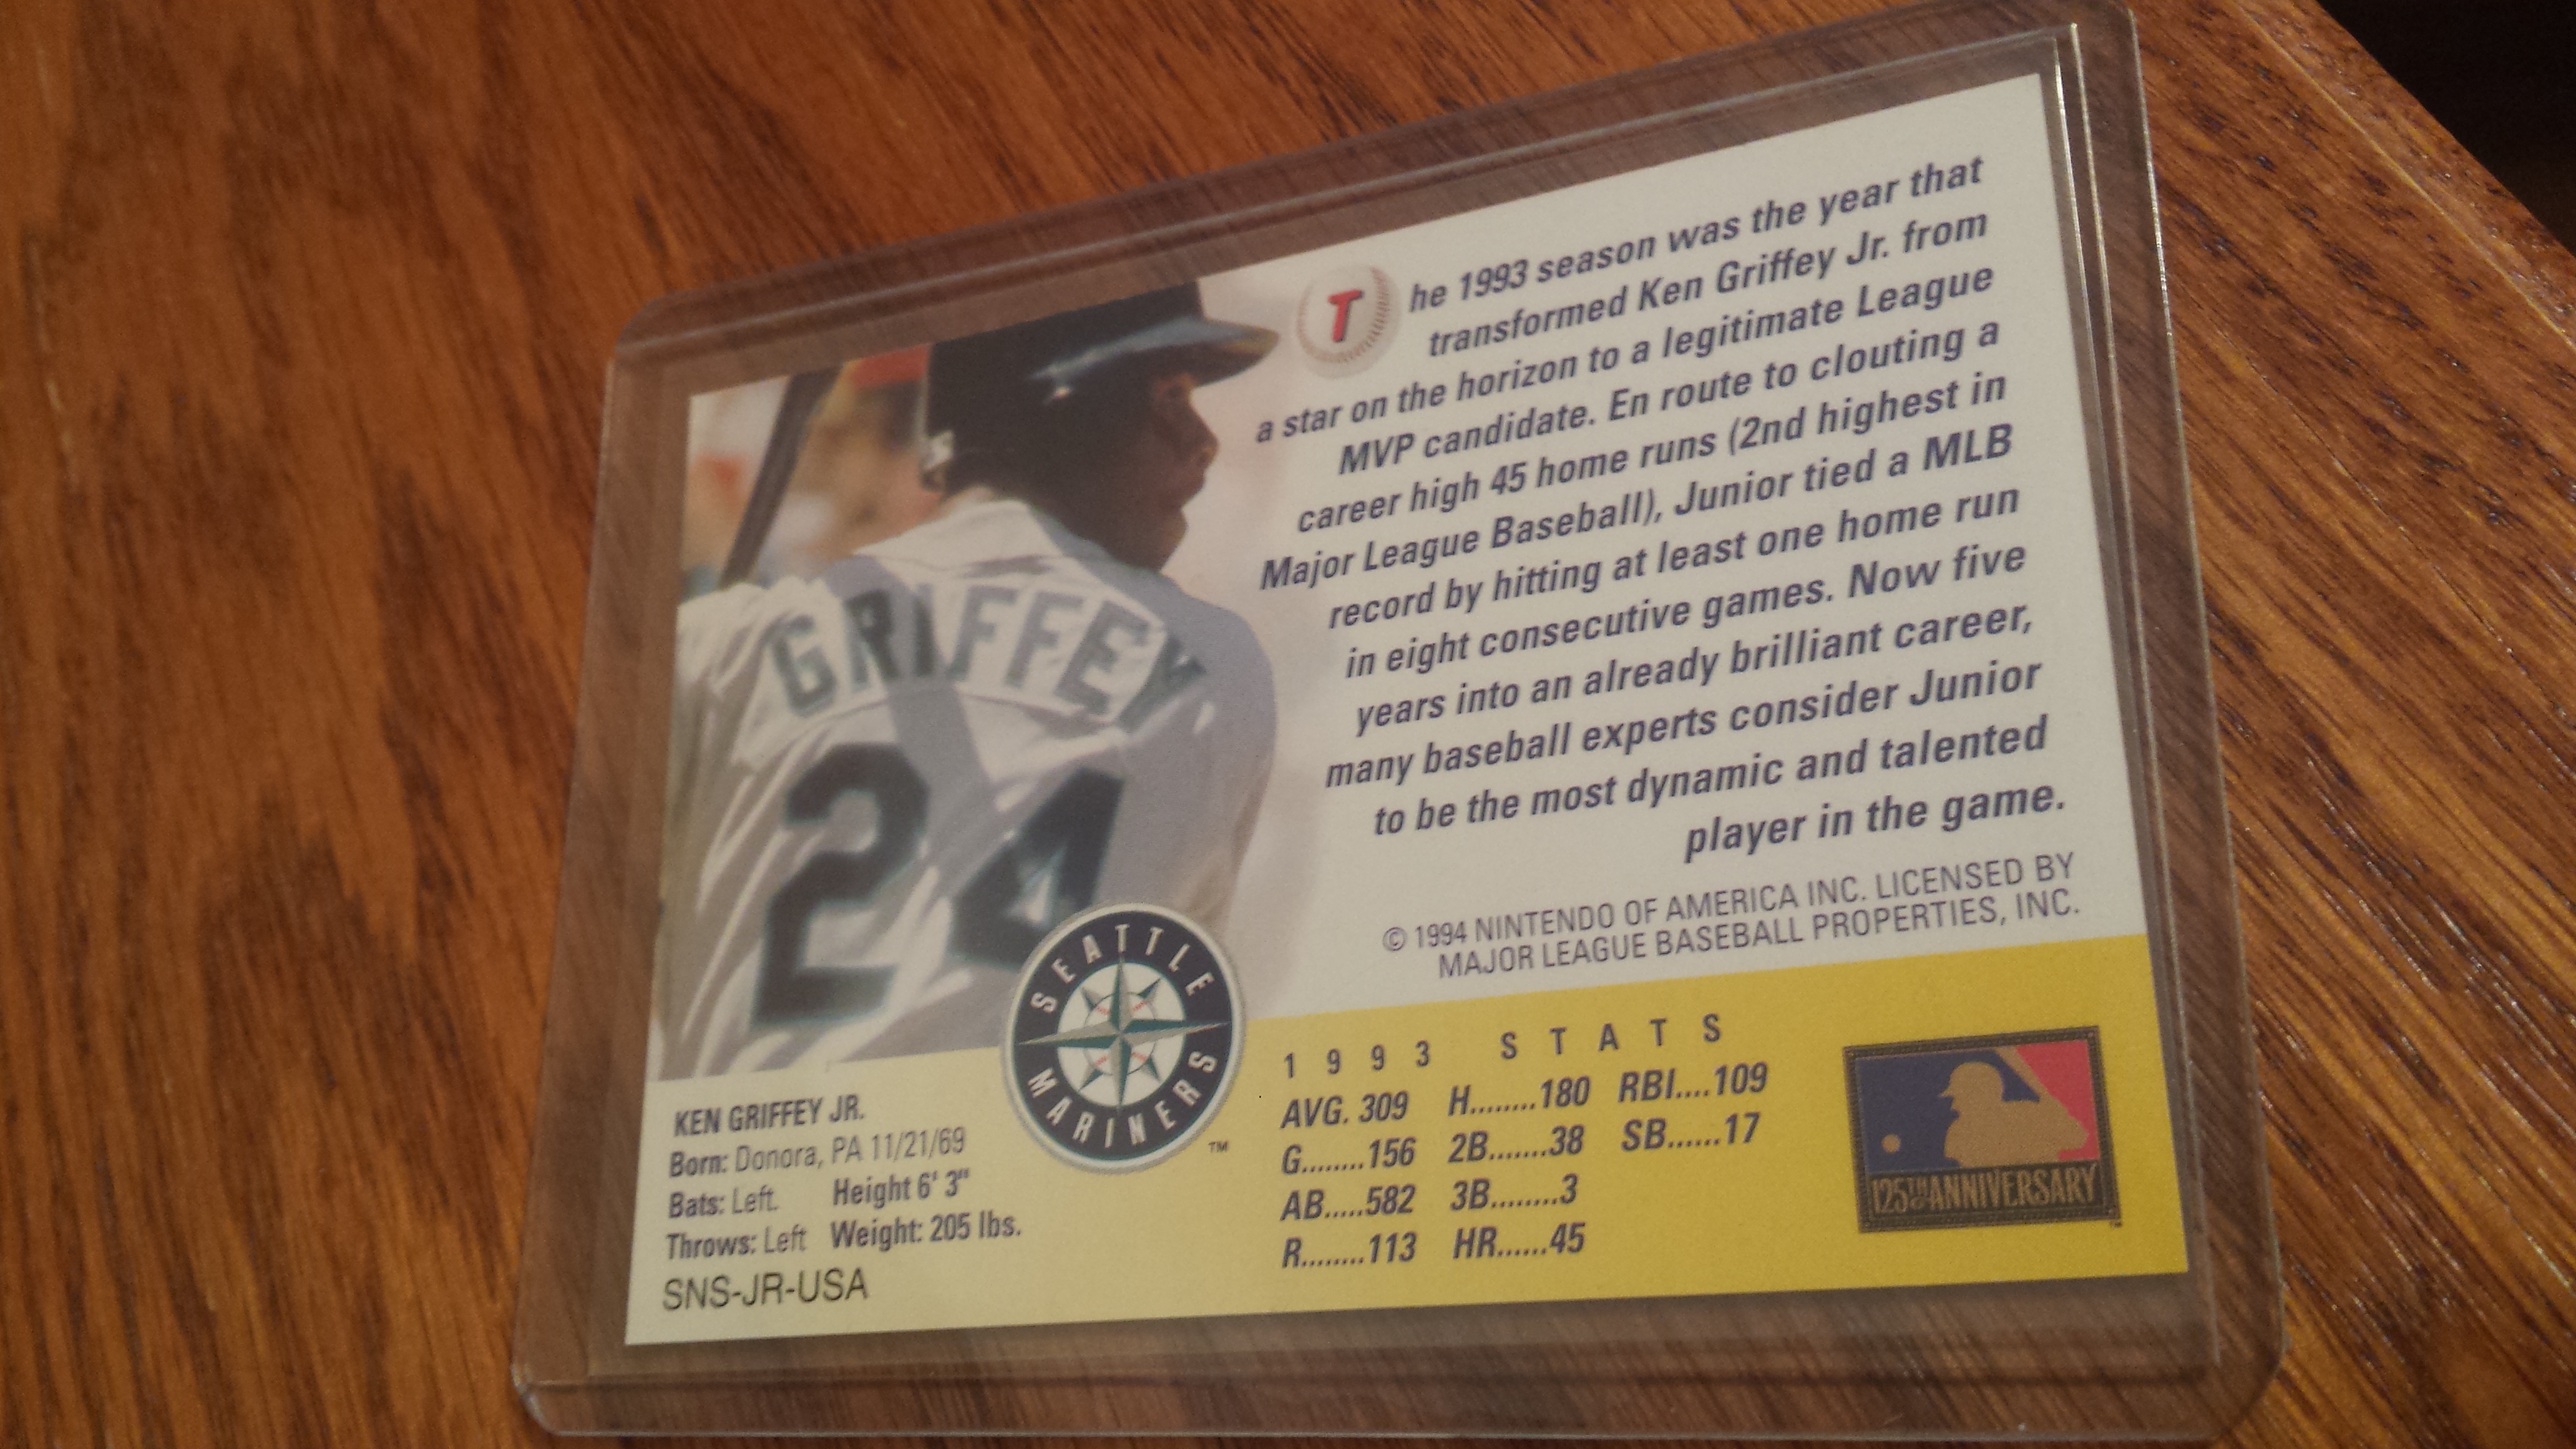 T
he 1993 season was the year that
transformed Ken Griffey Jr. from
a star on the horizon to a legitimate League
MVP candidate. En route to clouting a
career high 45 home runs (2nd highest in
Major League Baseball), Junior tied a MLB
record by hitting at least one home run
in eight consecutive games. Now five
years into an already brilliant career,
many baseball experts consider Junior
to be the most dynamic and talented
player in the game.
© 1994 NINTENDO OF AMERICA INC. LICENSED BY
MAJOR LEAGUE BASEBALL PROPERTIES, INC.
GRIFFEY
24
SEATTLE
MARINERS
TM
KEN GRIFFEY JR.
Born: Donora, PA 11/21/69
Bats: Left. Height 6' 3"
Throws: Left Weight: 205 lbs.
SNS-JR-USA
1993 STATS
AVG. 309 H........180 RBI....109
G........156 2B.......38 SB......17
AB.....582 3B........3
R........113 HR......45
125TH ANNIVERSARY
TM